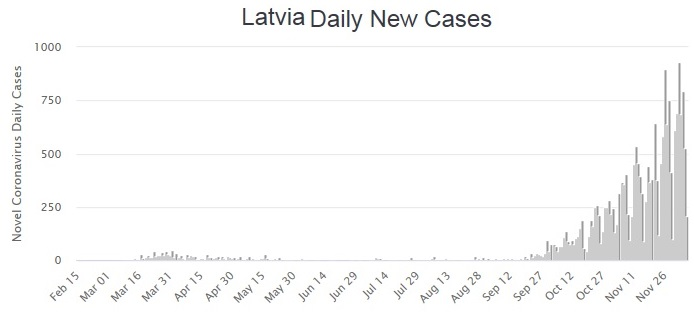 Latvia Daily New Cases
Novel Coronavirus Daily Cases
1000
750
500
250
0
Feb 15
Mar 01
Mar 16
Mar 31
Apr 15
Apr 30
May 15
May 30
Jun 14
Jun 29
Jul 14
Jul 29
Aug 13
Aug 28
Sep 12
Sep 27
Oct 12
Oct 27
Nov 11
Nov 26